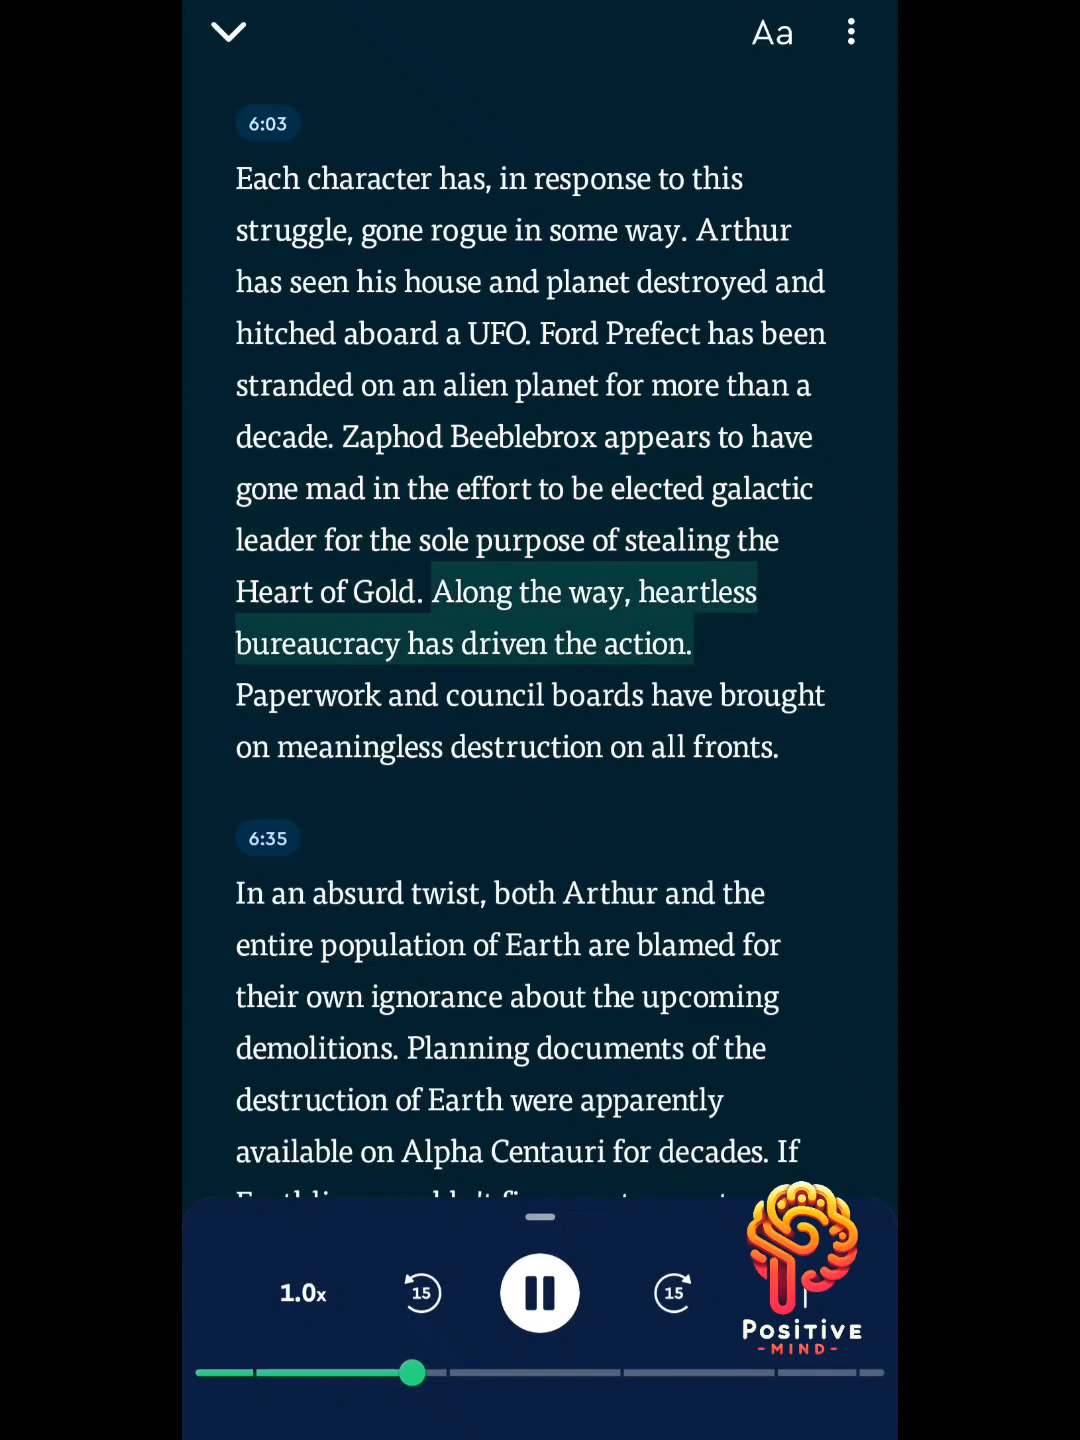 Aa
6:03
Each character has, in response to this
struggle, gone rogue in some way. Arthur
has seen his house and planet destroyed and
hitched aboard a UFO. Ford Prefect has been
stranded on an alien planet for more than a
decade. Zaphod Beeblebrox appears to have
gone mad in the effort to be elected galactic
leader for the sole purpose of stealing the
Heart of Gold. Along the way, heartless
bureaucracy has driven the action.
Paperwork and council boards have brought
on meaningless destruction on all fronts.
6:35
In an absurd twist, both Arthur and the
entire population of Earth are blamed for
their own ignorance about the upcoming
demolitions. Planning documents of the
destruction of Earth were apparently
available on Alpha Centauri for decades. If
1.0x
15
15
POSITIVE
-MIND-